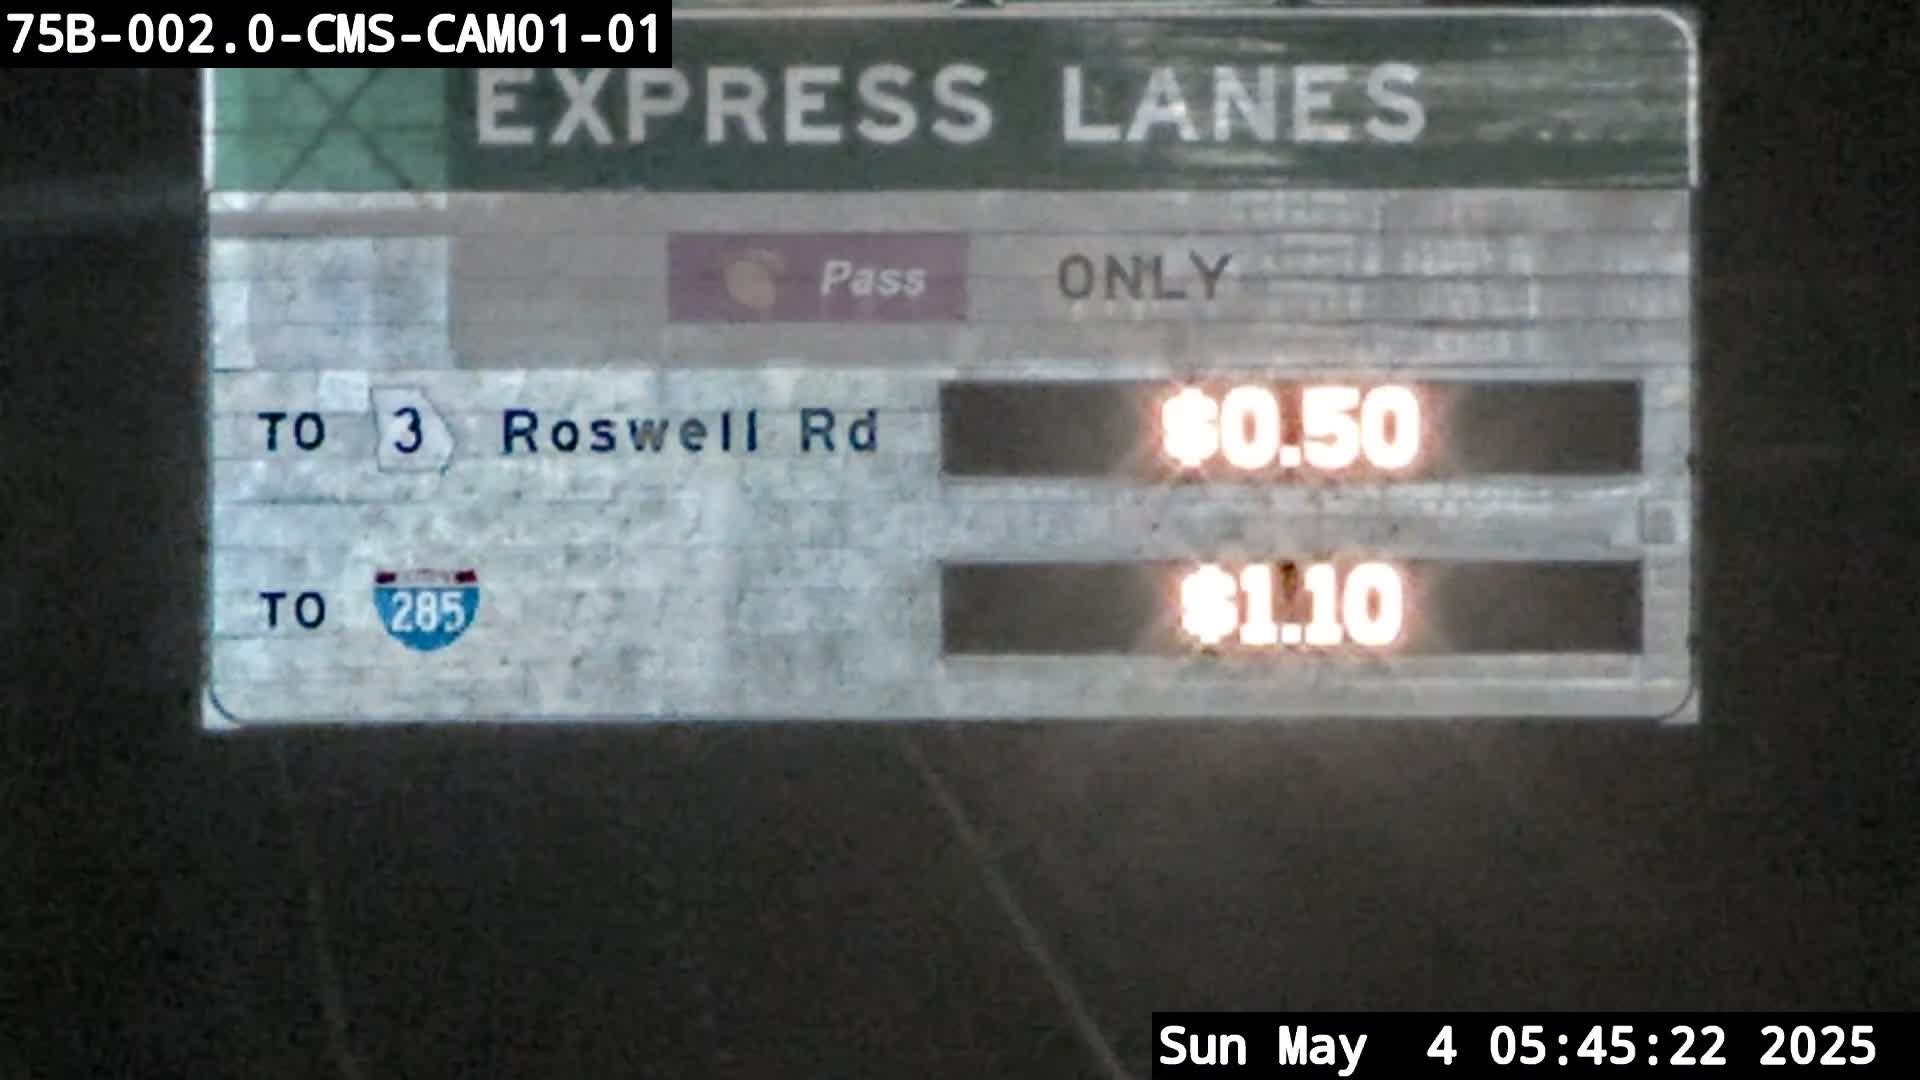 75B-002.0-CMS-CAM01-01
EXPRESS LANES
Pass ONLY
TO 3 Roswell Rd $0.50
TO 285 $1.10
Sun May 4 05:45:22 2025